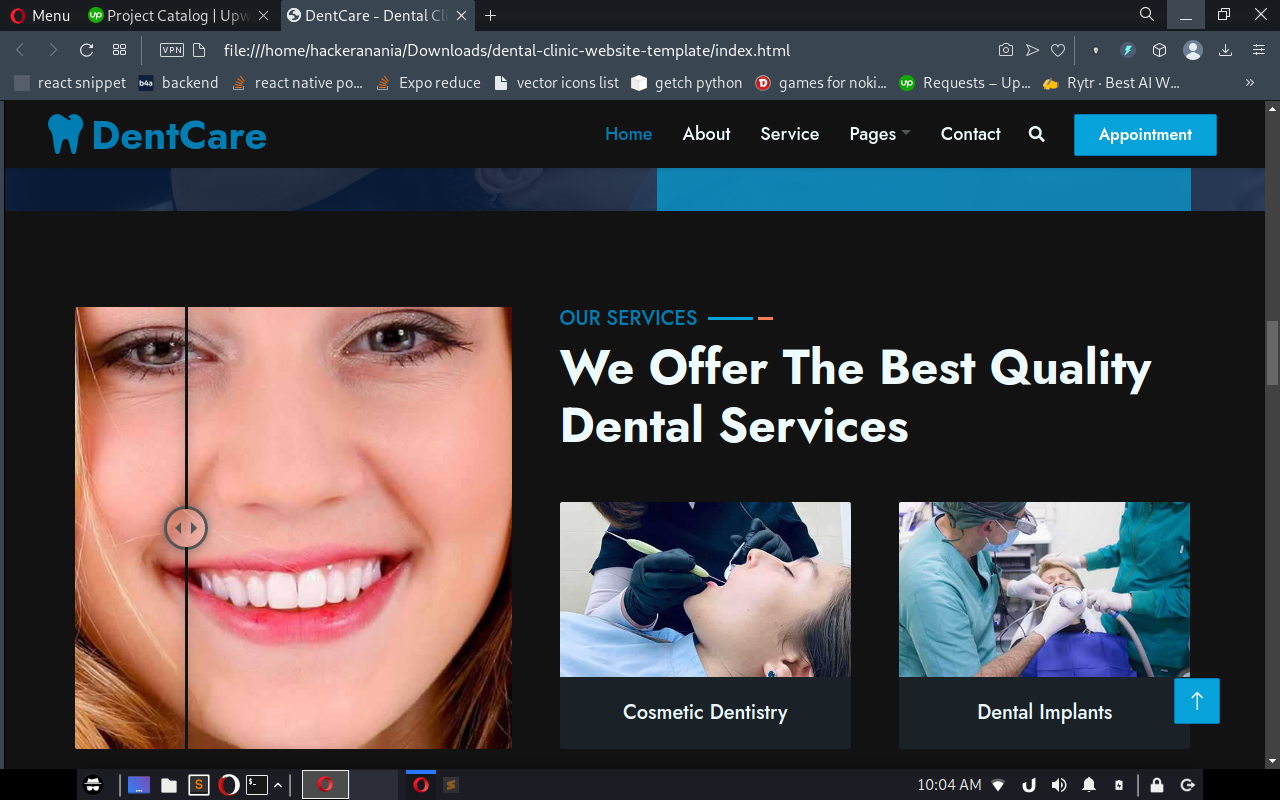 Menu
Project Catalog | Upw
DentCare - Dental Cli
VPN
file:///home/hackeranania/Downloads/dental-clinic-website-template/index.html
react snippet
b4a
backend
react native po...
Expo reduce
vector icons list
getch python
games for noki...
up
Requests – Up...
Rytr · Best AI W...
»
DentCare
Home
About
Service
Pages
Contact
Appointment
OUR SERVICES
We Offer The Best Quality
Dental Services
Cosmetic Dentistry
Dental Implants
10:04 AM